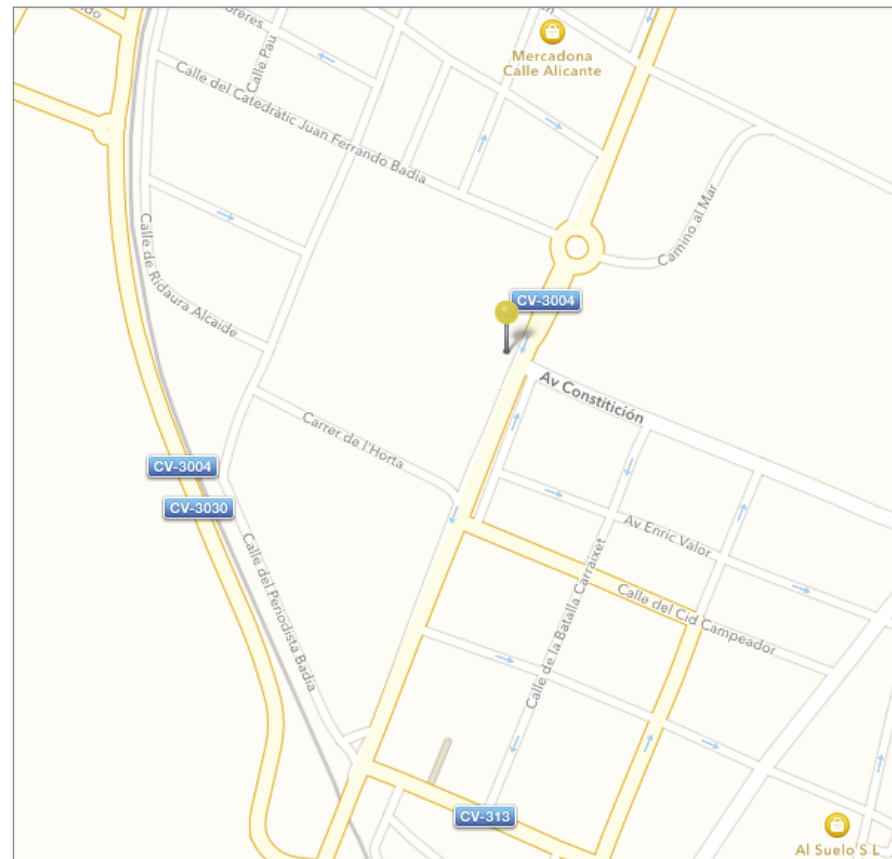 Calle Pau
Mercadona
Calle Alicante
Calle del Catedràtic Juan Ferrando Badia
Camino al Mar
Calle de Ridaura Alcaide
CV-3004
Av Constitición
Carrer de l'Horta
CV-3004
CV-3030
Av Enric Valor
Calle del Periodista Badía
Calle de la Batalla Carraixet
Calle del Cid Campeador
CV-313
Al Suelo S L